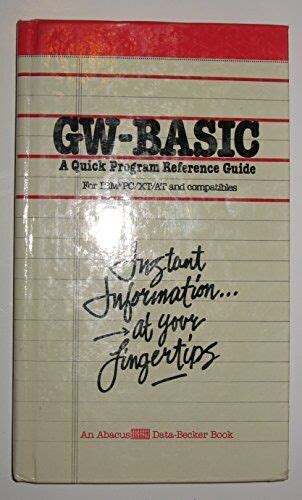 GW-BASIC
A Quick Program Reference Guide
For IBM PC/XT/AT and compatibles
Instant
Information...
→at your
fingertips
An Abacus Data-Becker Book